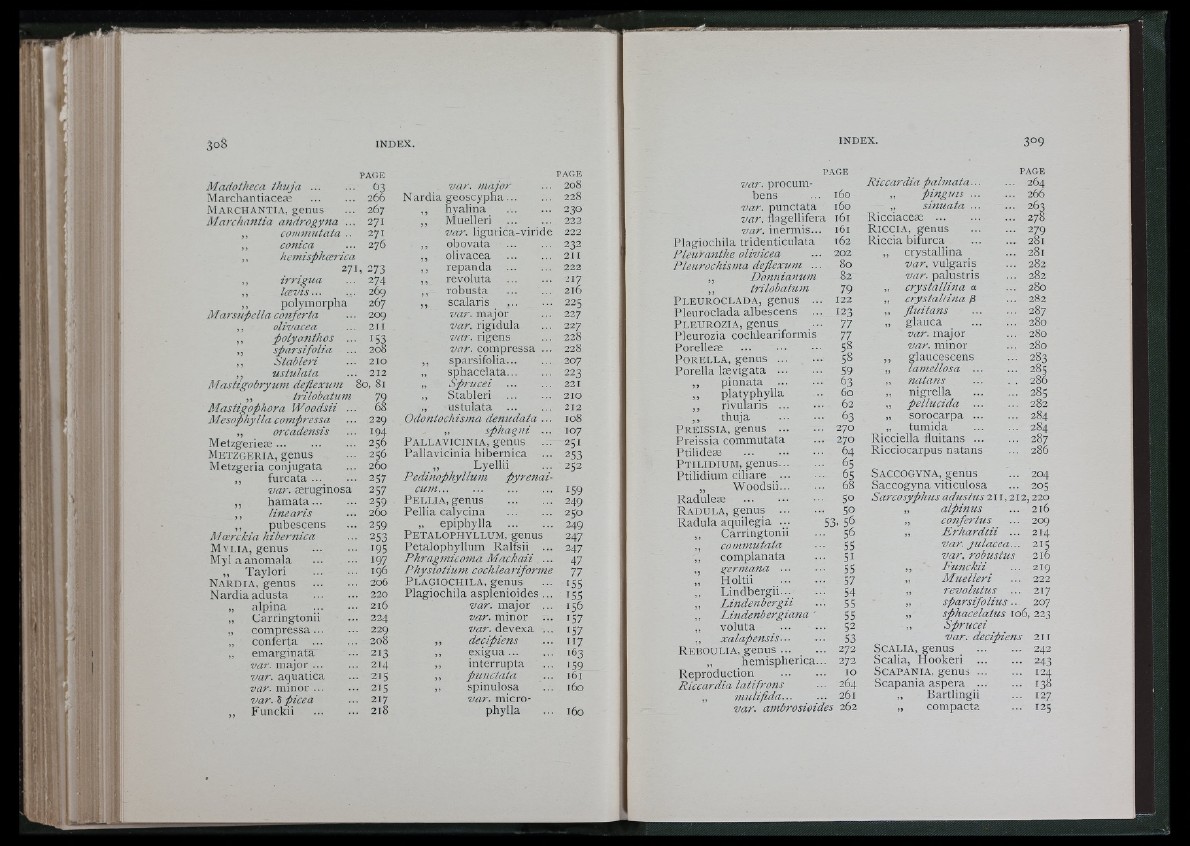 308 INDEX.
PAGE
Madotheca thuja ... ... 63
Marchantiaceæ ... ... 266
MARCHANTIA, genus ... 267
Marchantia androgyna ... 271
„ commutata .. 271
„ conica ... 276
„ hemisphærica
271, 273
„ irrigua ... 274
„ lævis ... ... 269
„ polymorpha 267
Marsupella conferta ... 209
„ olivacea ... 211
„ polyanthos ... 153
„ sparsifolia ... 208
„ Stableri ... 210
„ ustulata ... 212
Mastigobryum deflexum 80, 81
„ trilobatum 79
Mastigophora Woodsii ... 68
Mesophylla compressa ... 229
„ orcadensis ... 194
Metzgerieæ ... ... ... 256
METZGERIA, genus ... 256
Metzgeria conjugata ... 260
„ furcata ... ... 257
var. æruginosa 257
„ hamata ... ... 259
„ linearis ... 260
„ pubescens ... 259
Mœrckia hibernica ... 253
MYLIA, genus ... ... 195
Myl a anomala ... ... 197
„ Taylori ... ... 196
NARDIA, genus ... ... 206
Nardia adusta ... ... 220
„ alpina ... ... 216
„ Carringtonii ... 224
„ compressa ... ... 229
„ conferta ... ... 208
„ emarginata ... 213
var. major ... ... 214
var. aquatica ... 215
var. minor ... ... 215
var. δ picea ... 217
„ Funckii ... ... 218
PAGE
var. major ... 208
Nardia geoscypha ... ... 228
„ hyalina ... ... 230
„ Muelleri ... ... 222
var. ligurica-viride 222
„ obovata ... ... 232
„ olivacea ... ... 211
„ repanda ... ... 222
„ revoluta ... ... 217
„ robusta ... ... 216
„ scalaris ... ... 225
var. major ... 227
var. rigidula ... 227
var. rigens ... 228
var. compressa ... 228
„ sparsifolia... ... 207
„ sphacelata... ... 223
„ Sprucei ... ... 221
„ Stableri ... ... 210
„ ustulata ... ... 212
Odontochisma denudata ... 108
„ sphagni ... 107
PALLAVICINIA, genus ... 251
Pallavicinia hibernica ... 253
„ Lyellii ... 252
Pedinophyllum pyrenai-
cum... ... ... ... 159
PELLIA, genus ... ... 249
Pellia calycina ... ... 250
„ epiphylla ... ... 249
PETALOPHYLLUM, genus 247
Petalophyllum Ralfsii ... 247
Phragmicoma Mackaii ... 47
Physiotium cochleariforme 77
PLAGIOCHILA, genus ... 155
Plagiochila asplenioides ... 155
var. major ... 156
var. minor ... 157
var. devexa ... 157
„ decipiens ... 117
„ exigua ... ... 163
„ interrupta ... 159
„ punctata ... 161
„ spinulosa ... 160
var. micro-
phylla ... 160
INDEX. 309
PAGE
var. procum-
bens ... 160
var. punctata 160
var. flagellifera 161
var. inermis... 161
Plagiochila tridenticulata 162
Pleuranthe olivicea ... 202
Pleurochisma deflexum ... 80
„ Donnianum 82
„ trilobatum 79
PLEUROCLADA, genus ... 122
Pleuroclada albescens ... 123
PLEUROZIA, genus ... 77
Pleurozia cochleariformis 77
Porelleæ ... ... ... 58
PORELLA, genus ... ... 58
Porella lævigata ... ... 59
„ pinnata ... ... 63
„ platyphylla .. 60
„ rivularis ... ... 62
„ thuja ... ... 63
PREISSIA, genus ... ... 270
Preissia commutata ... 270
Ptilideæ ... ... ... 64
PTILIDIUM, genus... ... 65
Ptilidium ciliare ... ... 65
„ Woodsii... ... 68
Raduleæ ... ... ... 50
RADULA, genus ... ... 50
Radula aquilegia ... 53, 56
„ Carringtonii ... 56
„ commutata ... 55
„ complanata ... 51
„ germana ... ... 55
„ Holtii ... ... 57
„ Lindbergii... ... 54
„ Lindenbergii ... 55
„ Lindenbergiana 55
„ voluta ... ... 52
„ xalapensis... ... 53
REBOULIA, genus ... ... 272
„ hemispherica... 272
Reproduction ... ... 10
Riccardia latifrons ... 264
„ mulifida... ... 261
var. ambrosioides 262
PAGE
Riccardia palmata... ... 264
„ pinguis ... ... 266
„ sinuata ... ... 263
Ricciaceæ ... ... ... 278
RICCIA, genus ... ... 279
Riccia bifurca ... ... 281
„ crystallina ... 281
var. vulgaris ... 282
var. palustris ... 282
„ crystallina α ... 280
„ crystallina β ... 282
„ fluitans ... ... 287
„ glauca ... ... 280
var. major ... 280
var. minor ... 280
„ glaucescens ... 283
„ lamellosa ... ... 285
„ natans ... .. 286
„ nigrella ... ... 285
„ pellucida ... ... 282
„ sorocarpa ... ... 284
„ tumida ... ... 284
Ricciella fluitans ... ... 287
Ricciocarpus natans ... 286
SACCOGYNA, genus ... 204
Saccogyna viticulosa ... 205
Sarcoscyphus adustus 211, 212, 220
„ alpinus ... 216
„ confertus ... 209
„ Erhardtii ... 214
var. julacea... 215
var. robustus 216
„ Funckii ... 219
„ Muelleri ... 222
„ revolutus ... 217
„ sparsifolius .. 207
„ sphacelatus 106, 223
„ Sprucei
var. decipiens 211
SCALIA, genus ... ... 242
Scalia, Hookeri ... ... 243
SCAPANIA, genus ... ... 124
Scapania aspera ... ... 138
„ Bartlingii ... 127
„ compacta ... 125